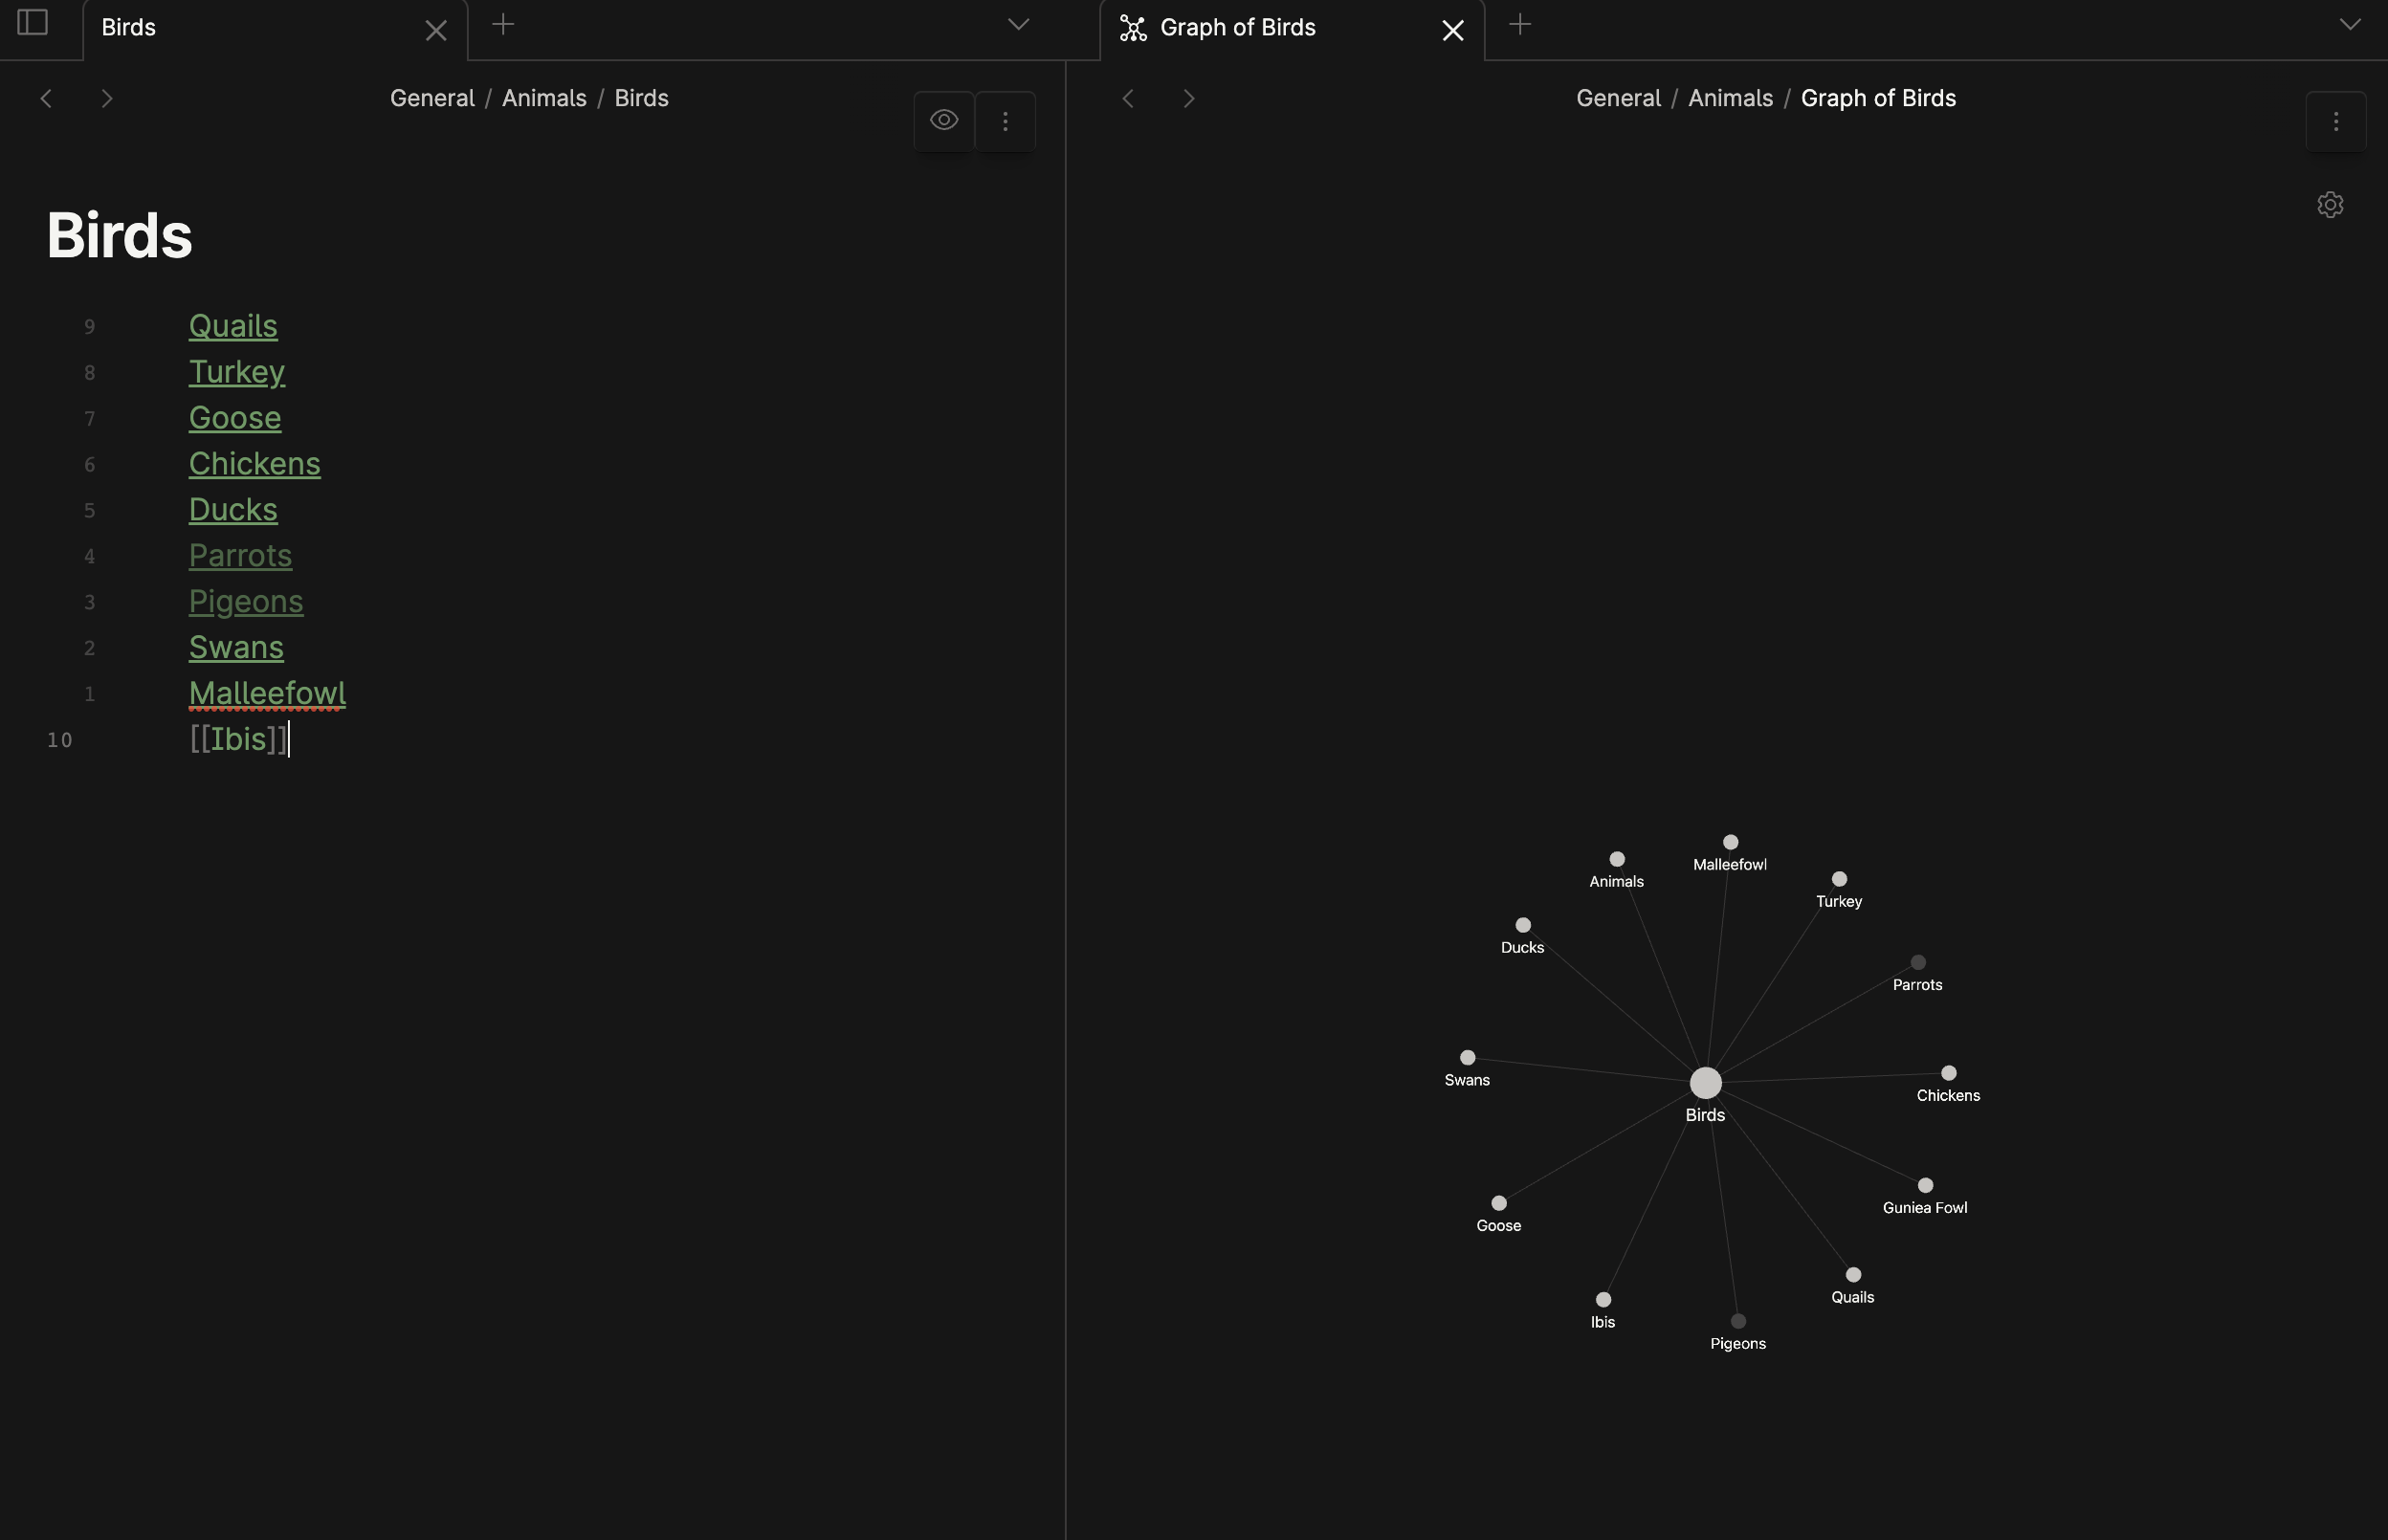 Birds
Graph of Birds
General / Animals / Birds
General / Animals / Graph of Birds
Birds
9 Quails
8 Turkey
7 Goose
6 Chickens
5 Ducks
4 Parrots
3 Pigeons
2 Swans
1 Malleefowl
10 [[Ibis]]
Malleefowl
Animals
Turkey
Ducks
Parrots
Swans
Chickens
Birds
Guniea Fowl
Goose
Quails
Ibis
Pigeons